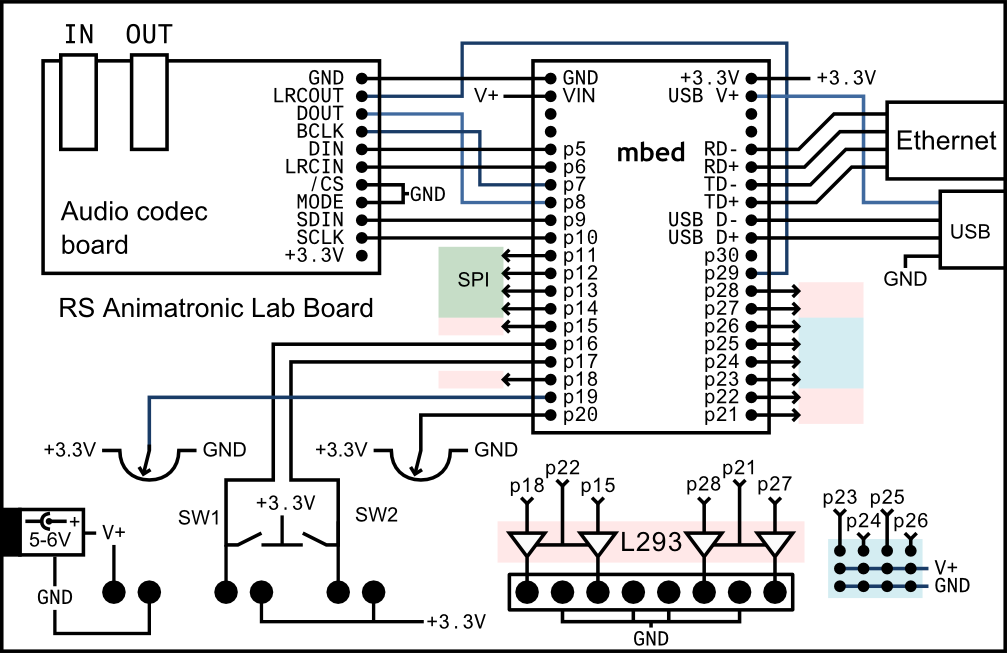 IN OUT
GND
LRCOUT
DOUT
BCLK
DIN
LRCIN
/CS
MODE
SDIN
SCLK
+3.3V
GND
Audio codec
board
RS Animatronic Lab Board
V+
GND
VIN
p5
p6
p7
p8
p9
p10
p11
p12
p13
p14
p15
p16
p17
p18
p19
p20
SPI
mbed
+3.3V
USB V+
RD-
RD+
TD-
TD+
USB D-
USB D+
p30
p29
p28
p27
p26
p25
p24
p23
p22
p21
+3.3V
Ethernet
USB
GND
+3.3V GND
+3.3V GND
SW1 +3.3V SW2
+3.3V
+
5-6V
V+
GND
p22 p21
p18 p15 p28 p27
L293
GND
p23 p25
p24 p26
V+
GND